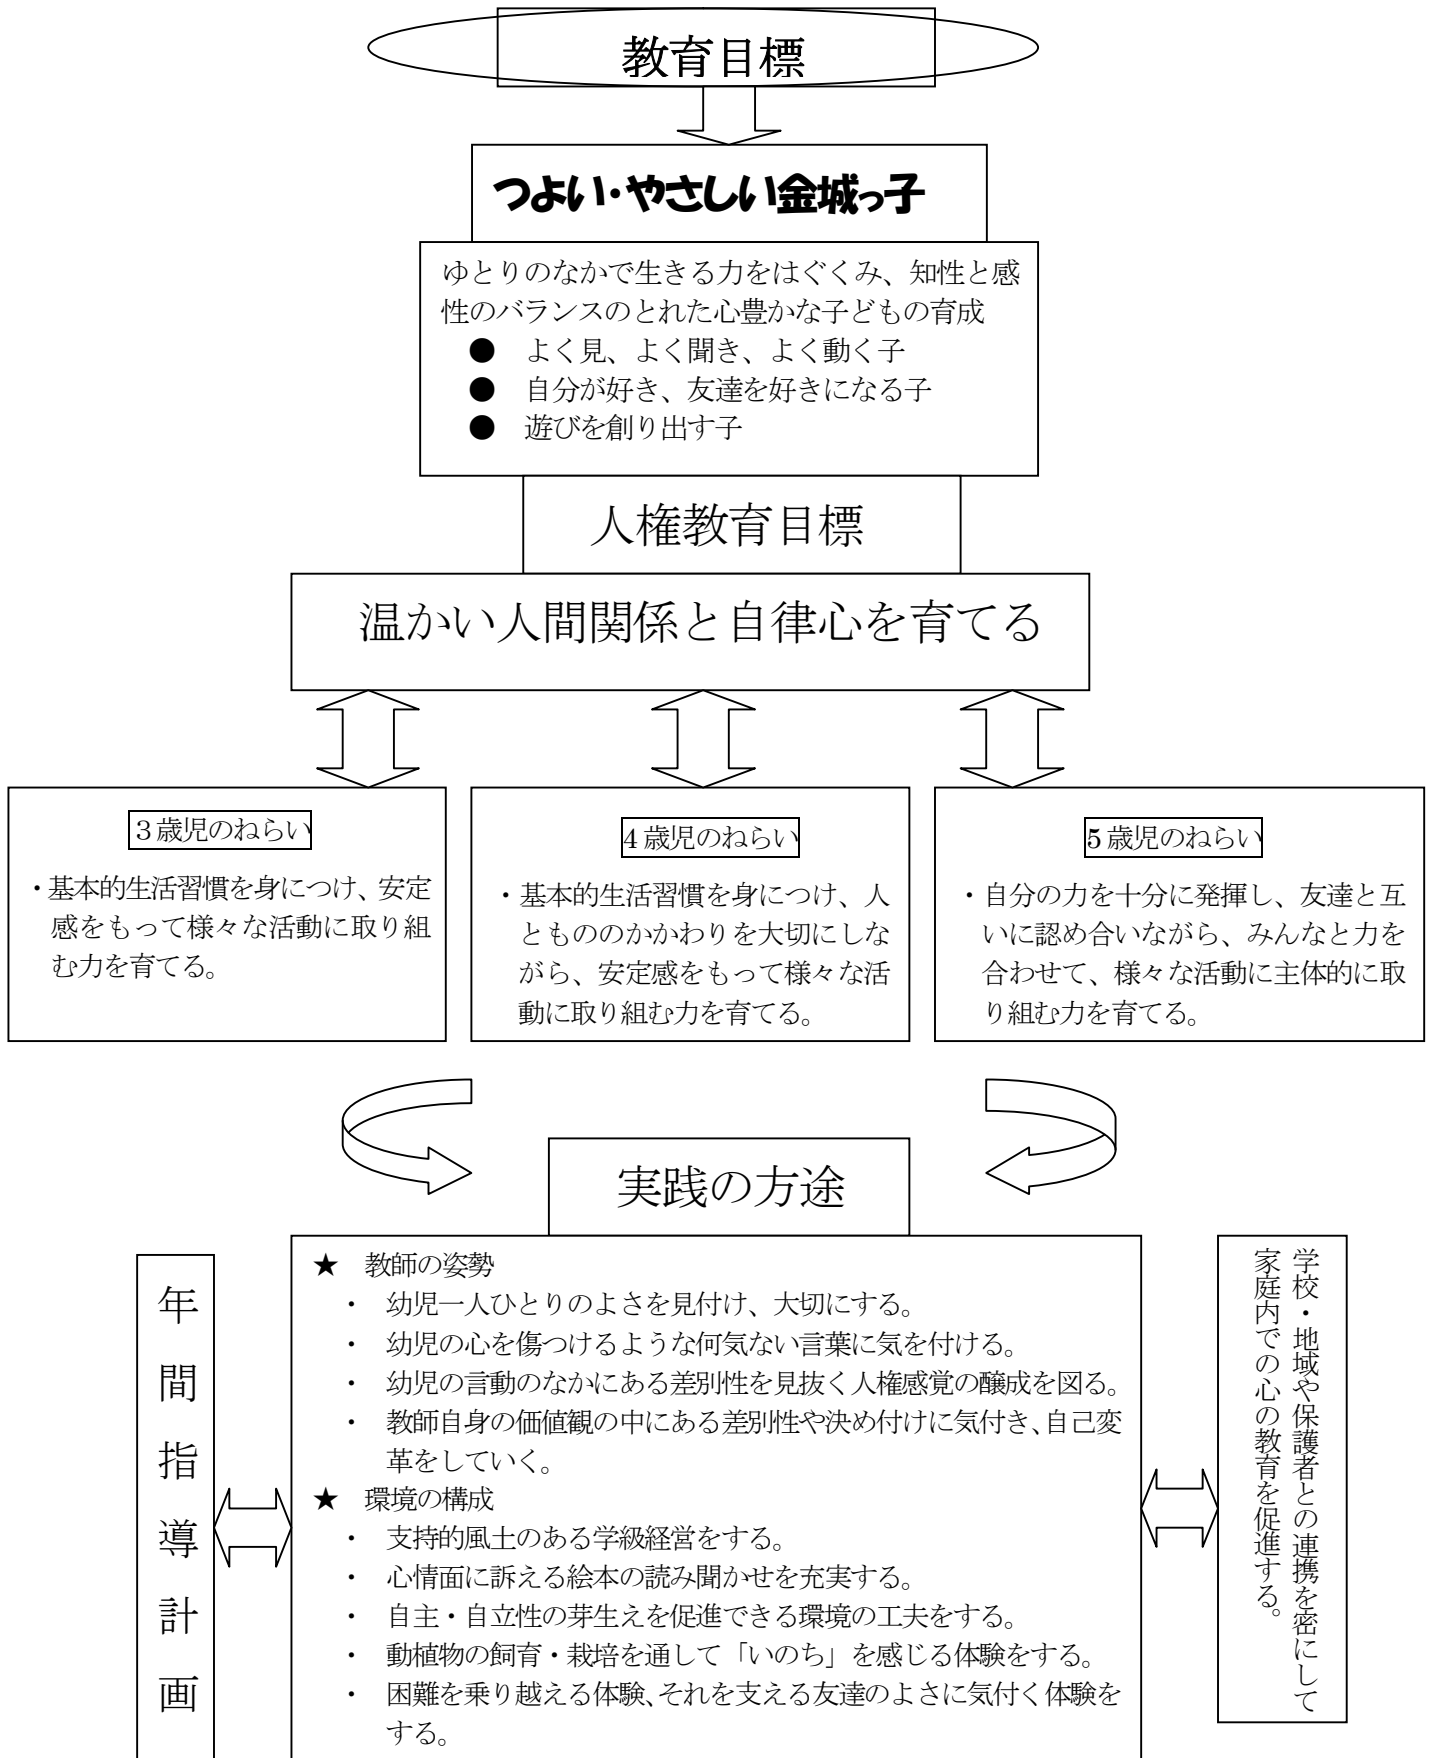 教育目標
つよい・やさしい金城っ子
ゆとりのなかで生きる力をはぐくみ、知性と感
性のバランスのとれた心豊かな子どもの育成
● よく見、よく聞き、よく動く子
● 自分が好き、友達を好きになる子
● 遊びを創り出す子
人権教育目標
温かい人間関係と自律心を育てる
３歳児のねらい
・基本的生活習慣を身につけ、安定
感をもって様々な活動に取り組
む力を育てる。
4 歳児のねらい
・基本的生活習慣を身につけ、人
ともののかかわりを大切にしな
がら、安定感をもって様々な活
動に取り組む力を育てる。
5 歳児のねらい
・自分の力を十分に発揮し、友達と互
いに認め合いながら、みんなと力を
合わせて、様々な活動に主体的に取
り組む力を育てる。
実践の方途
年間指導計画
★ 教師の姿勢
・ 幼児一人ひとりのよさを見付け、大切にする。
・ 幼児の心を傷つけるような何気ない言葉に気を付ける。
・ 幼児の言動のなかにある差別性を見抜く人権感覚の醸成を図る。
・ 教師自身の価値観の中にある差別性や決め付けに気付き、自己変
革をしていく。
★ 環境の構成
・ 支持的風土のある学級経営をする。
・ 心情面に訴える絵本の読み聞かせを充実する。
・ 自主・自立性の芽生えを促進できる環境の工夫をする。
・ 動植物の飼育・栽培を通して「いのち」を感じる体験をする。
・ 困難を乗り越える体験、それを支える友達のよさに気付く体験を
する。
学校・地域や保護者との連携を密にして
家庭内での心の教育を促進する。